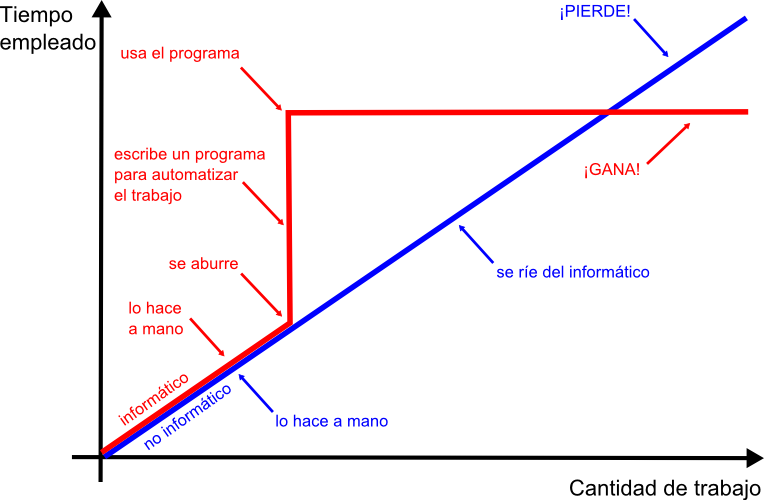 Tiempo
empleado
¡PIERDE!
usa el programa
escribe un programa
para automatizar
el trabajo
¡GANA!
se aburre
se ríe del informático
lo hace
a mano
informático
no informático
lo hace a mano
Cantidad de trabajo